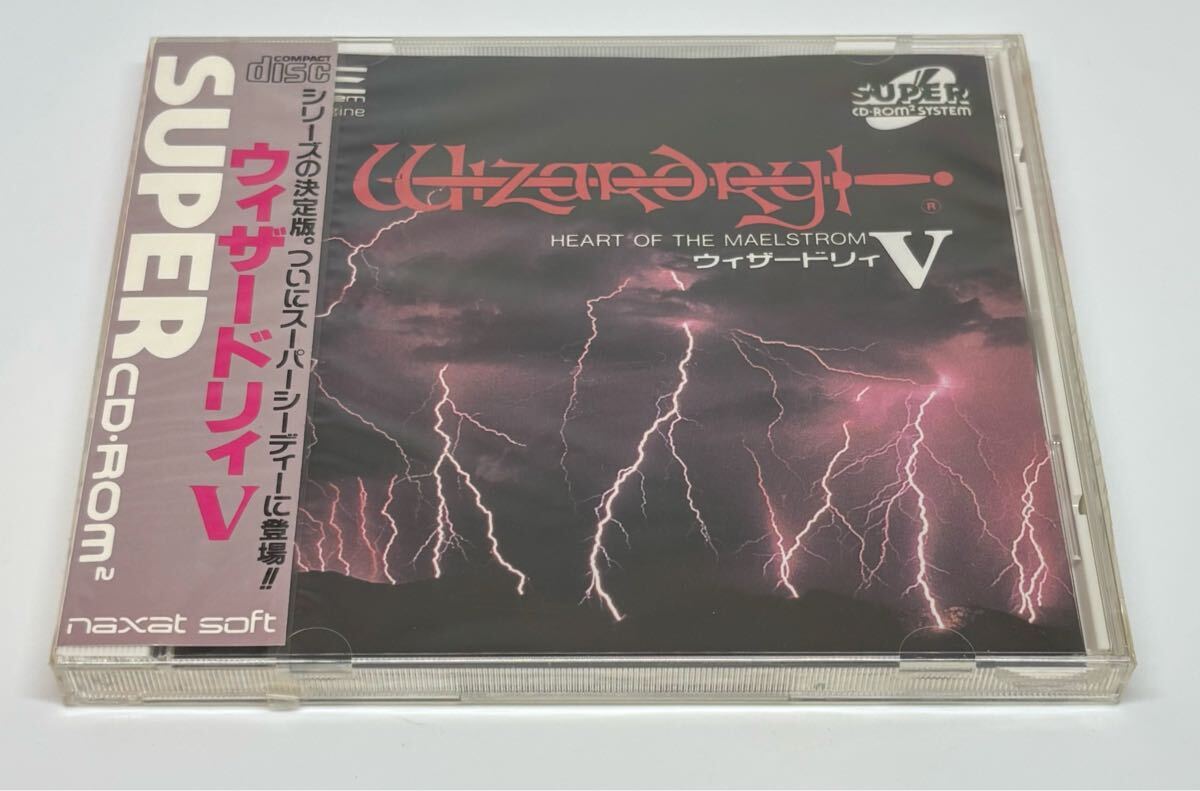 COMPACT
disc
SUPER
CD-ROM²
シリーズの決定版。ついにスーパーシーディーに登場!!
ウィザードリィV
naxat soft
SUPER
CD-ROM² SYSTEM
Wizardry
®
HEART OF THE MAELSTROM
V
ウィザードリィ